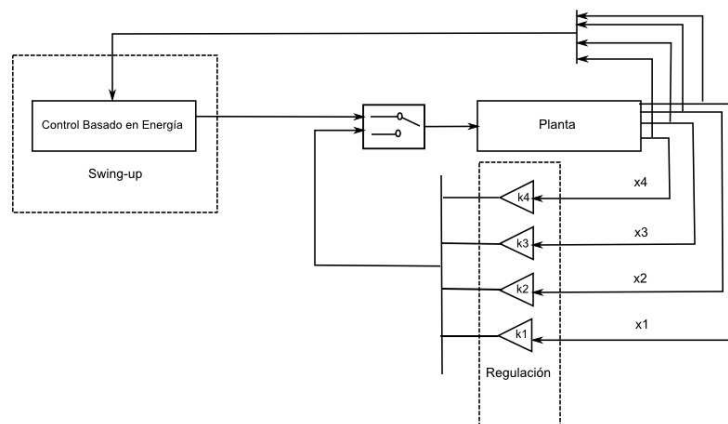 Control Basado en Energía
Planta
Swing-up
k4
x4
k3
x3
k2
x2
k1
x1
Regulación